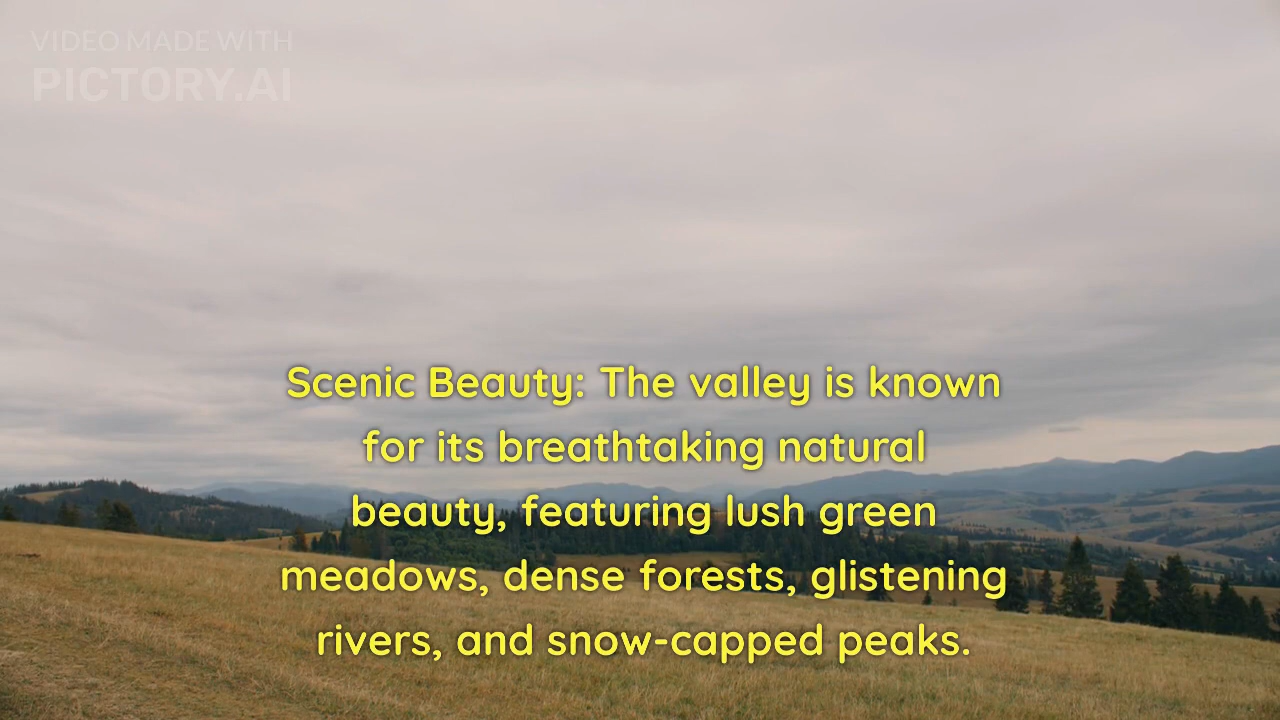 VIDEO MADE WITH
PICTORY.AI
Scenic Beauty: The valley is known
for its breathtaking natural
beauty, featuring lush green
meadows, dense forests, glistening
rivers, and snow-capped peaks.